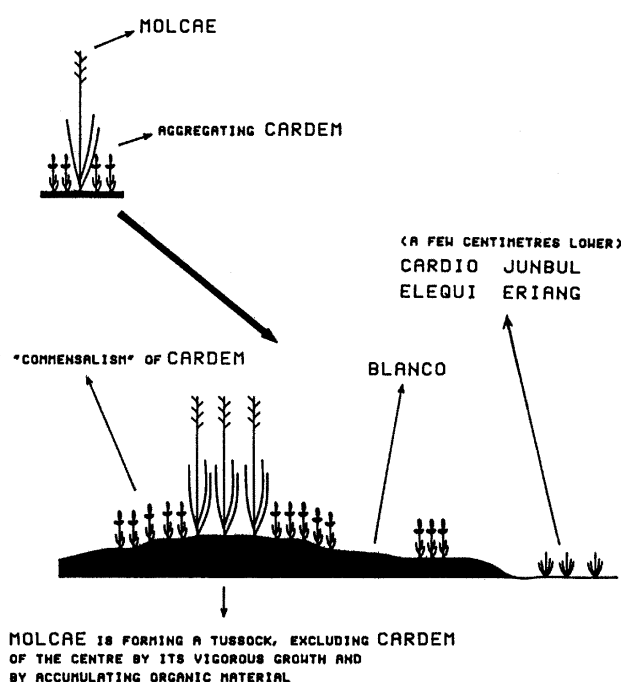 MOLCAE
AGGREGATING CARDEM
(A FEW CENTIMETRES LOWER)
CARDIO JUNBUL
ELEQUI ERIANG
"COMMENSALISM" OF CARDEM
BLANCO
MOLCAE IS FORMING A TUSSOCK, EXCLUDING CARDEM
OF THE CENTRE BY ITS VIGOROUS GROWTH AND
BY ACCUMULATING ORGANIC MATERIAL